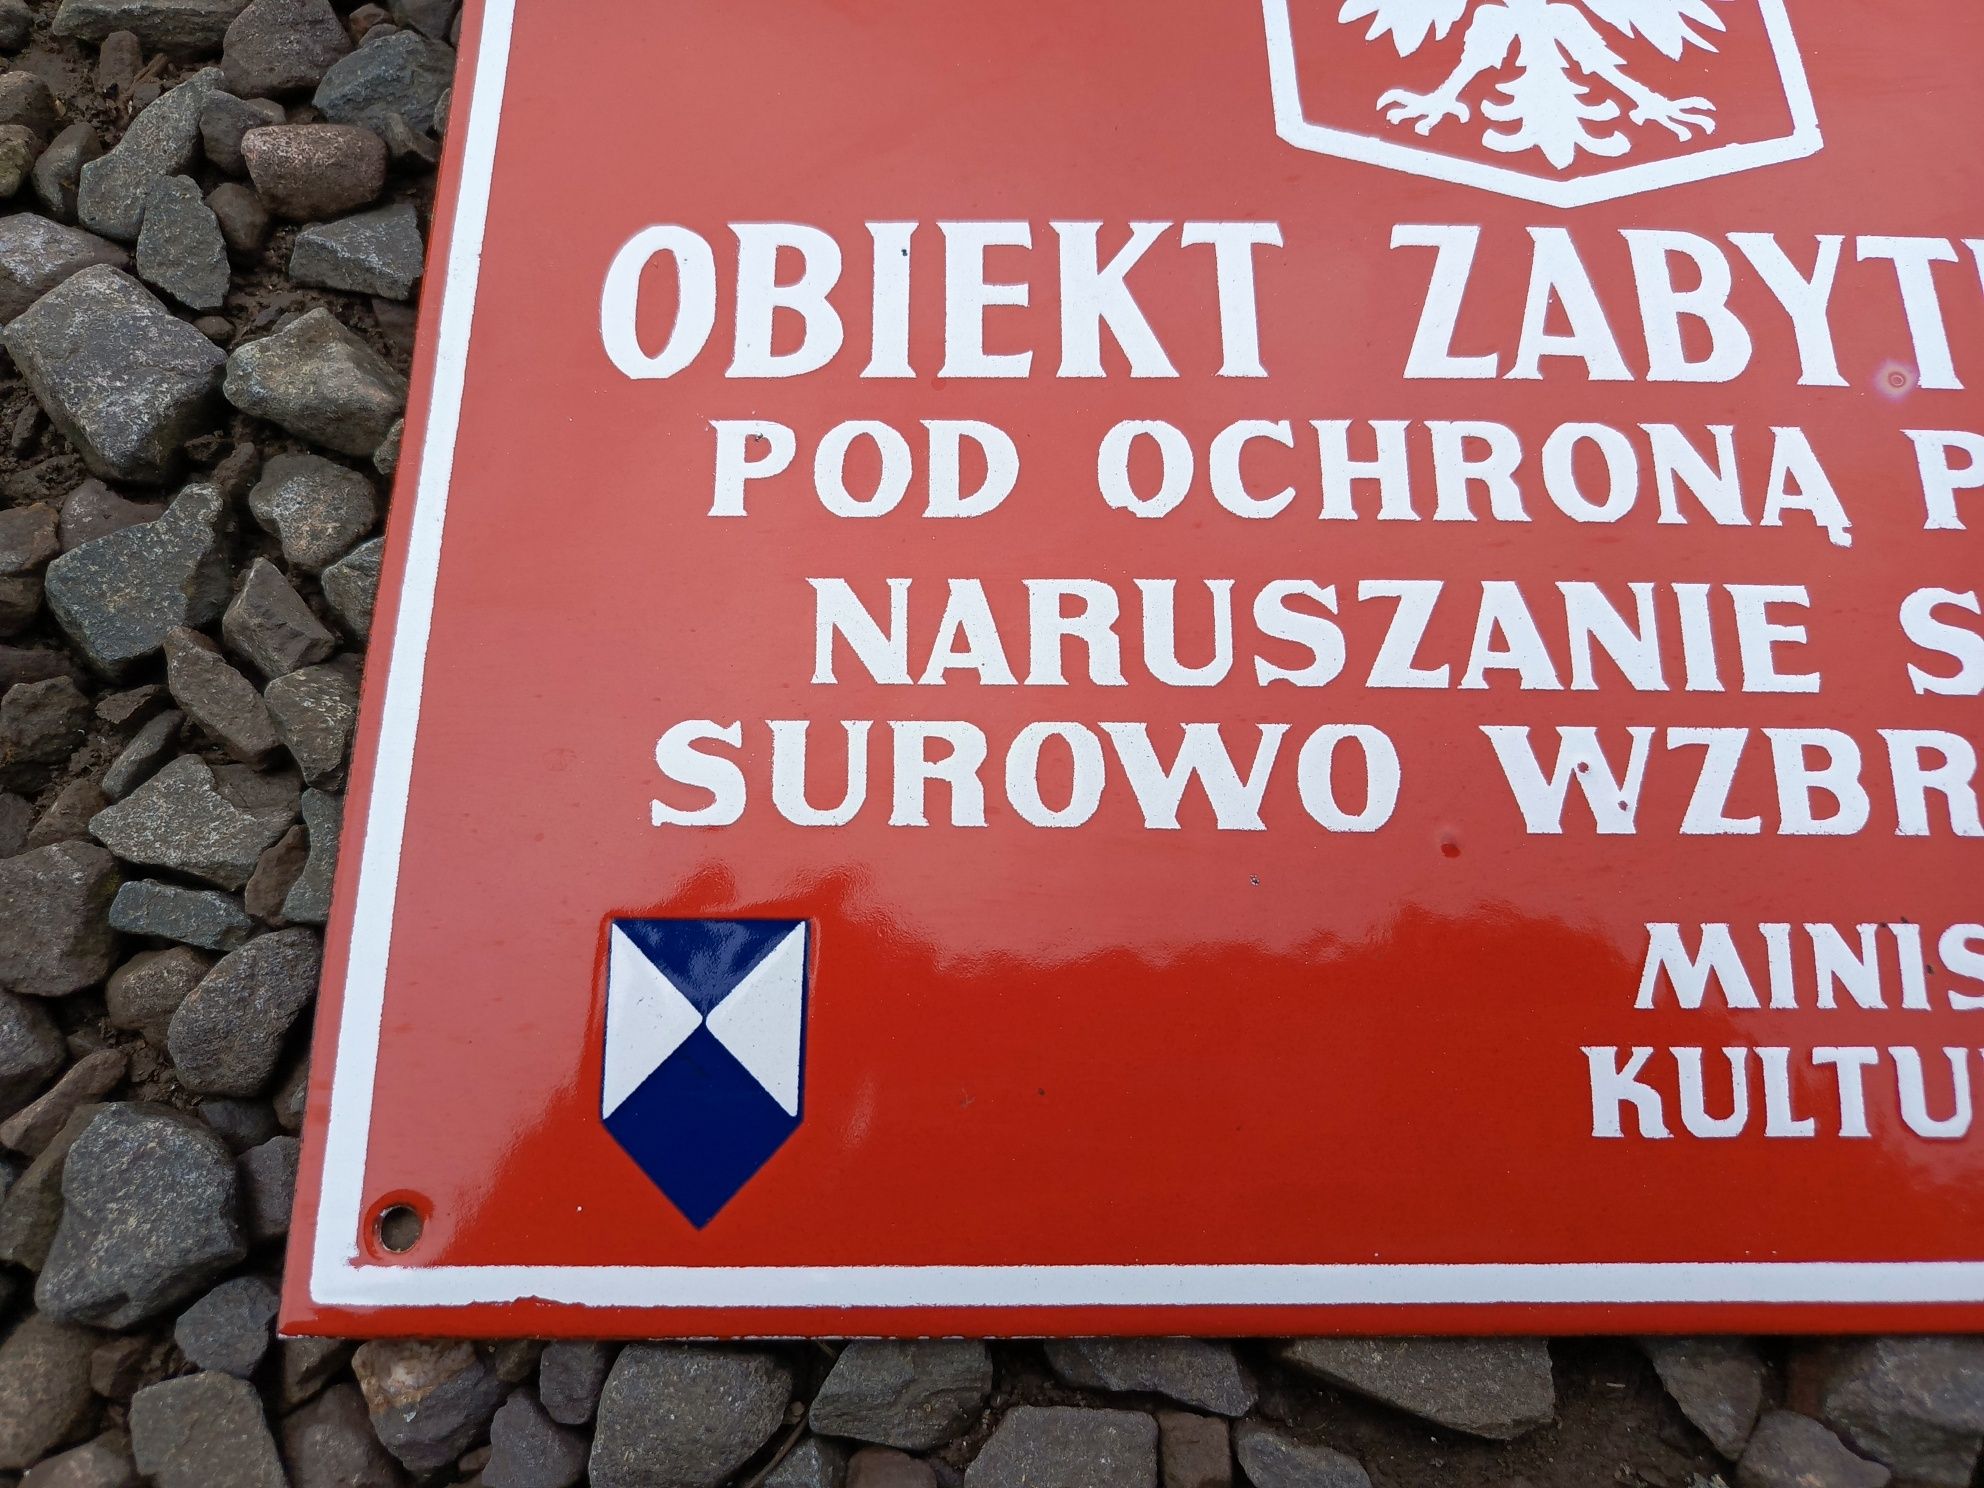 OBIEKT ZABYT
POD OCHRONĄ P
NARUSZANIE S
SUROWO WZBR
MINIS
KULTU